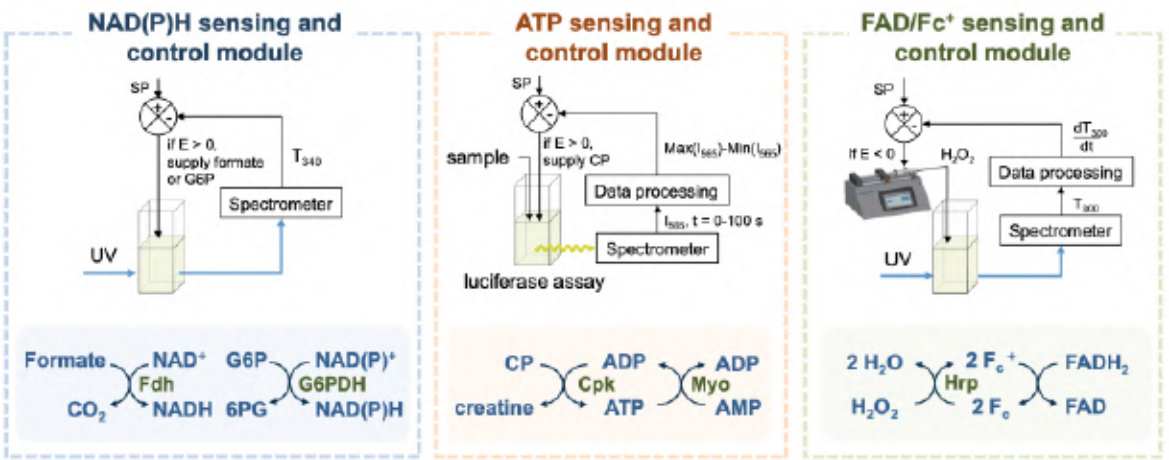 NAD(P)H sensing and
control module
SP
+
-
if E > 0,
supply formate
or G6P
T340
Spectrometer
UV
Formate
NAD+
Fdh
CO2
NADH
G6P
NAD(P)+
G6PDH
6PG
NAD(P)H
ATP sensing and
control module
SP
+
-
if E > 0,
supply CP
sample
Max(I565)-Min(I565)
Data processing
I565, t = 0-100 s
Spectrometer
luciferase assay
CP
ADP
ADP
Cpk
Myo
creatine
ATP
AMP
FAD/Fc+ sensing and
control module
SP
+
-
If E < 0
H2O2
dT300
dt
Data processing
T300
Spectrometer
UV
2 H2O
2 Fc+
FADH2
Hrp
H2O2
2 Fc
FAD